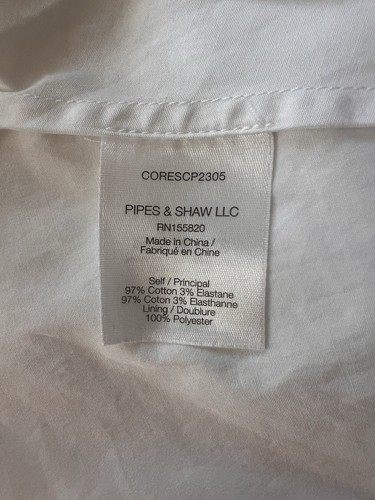 CORESCP2305
PIPES & SHAW LLC
RN155820
Made in China /
Fabriqué en Chine
Self / Principal
97% Cotton 3% Elastane
97% Coton 3% Elasthanne
Lining / Doublure
100% Polyester